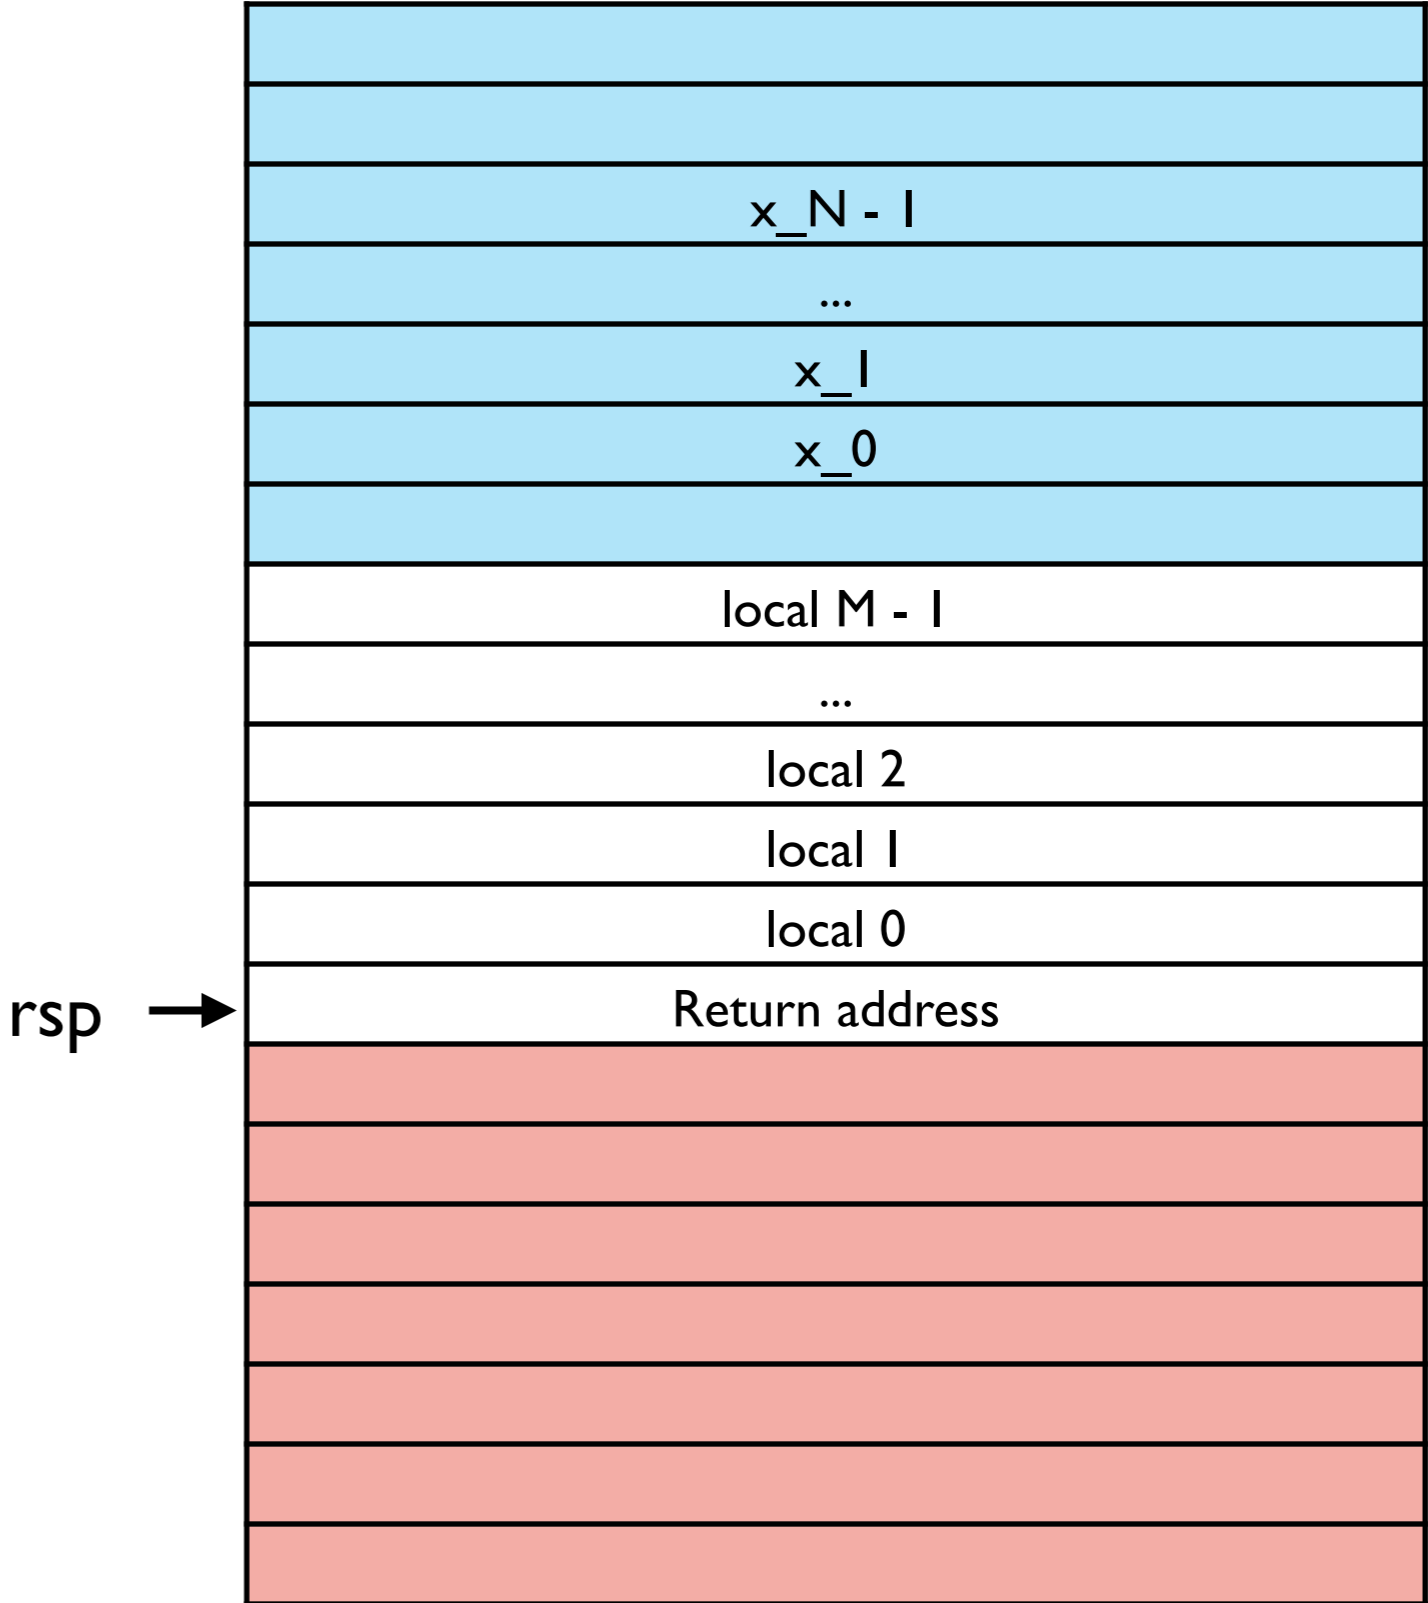 x_N - 1
...
x_1
x_0
local M - 1
...
local 2
local 1
local 0
rsp
Return address